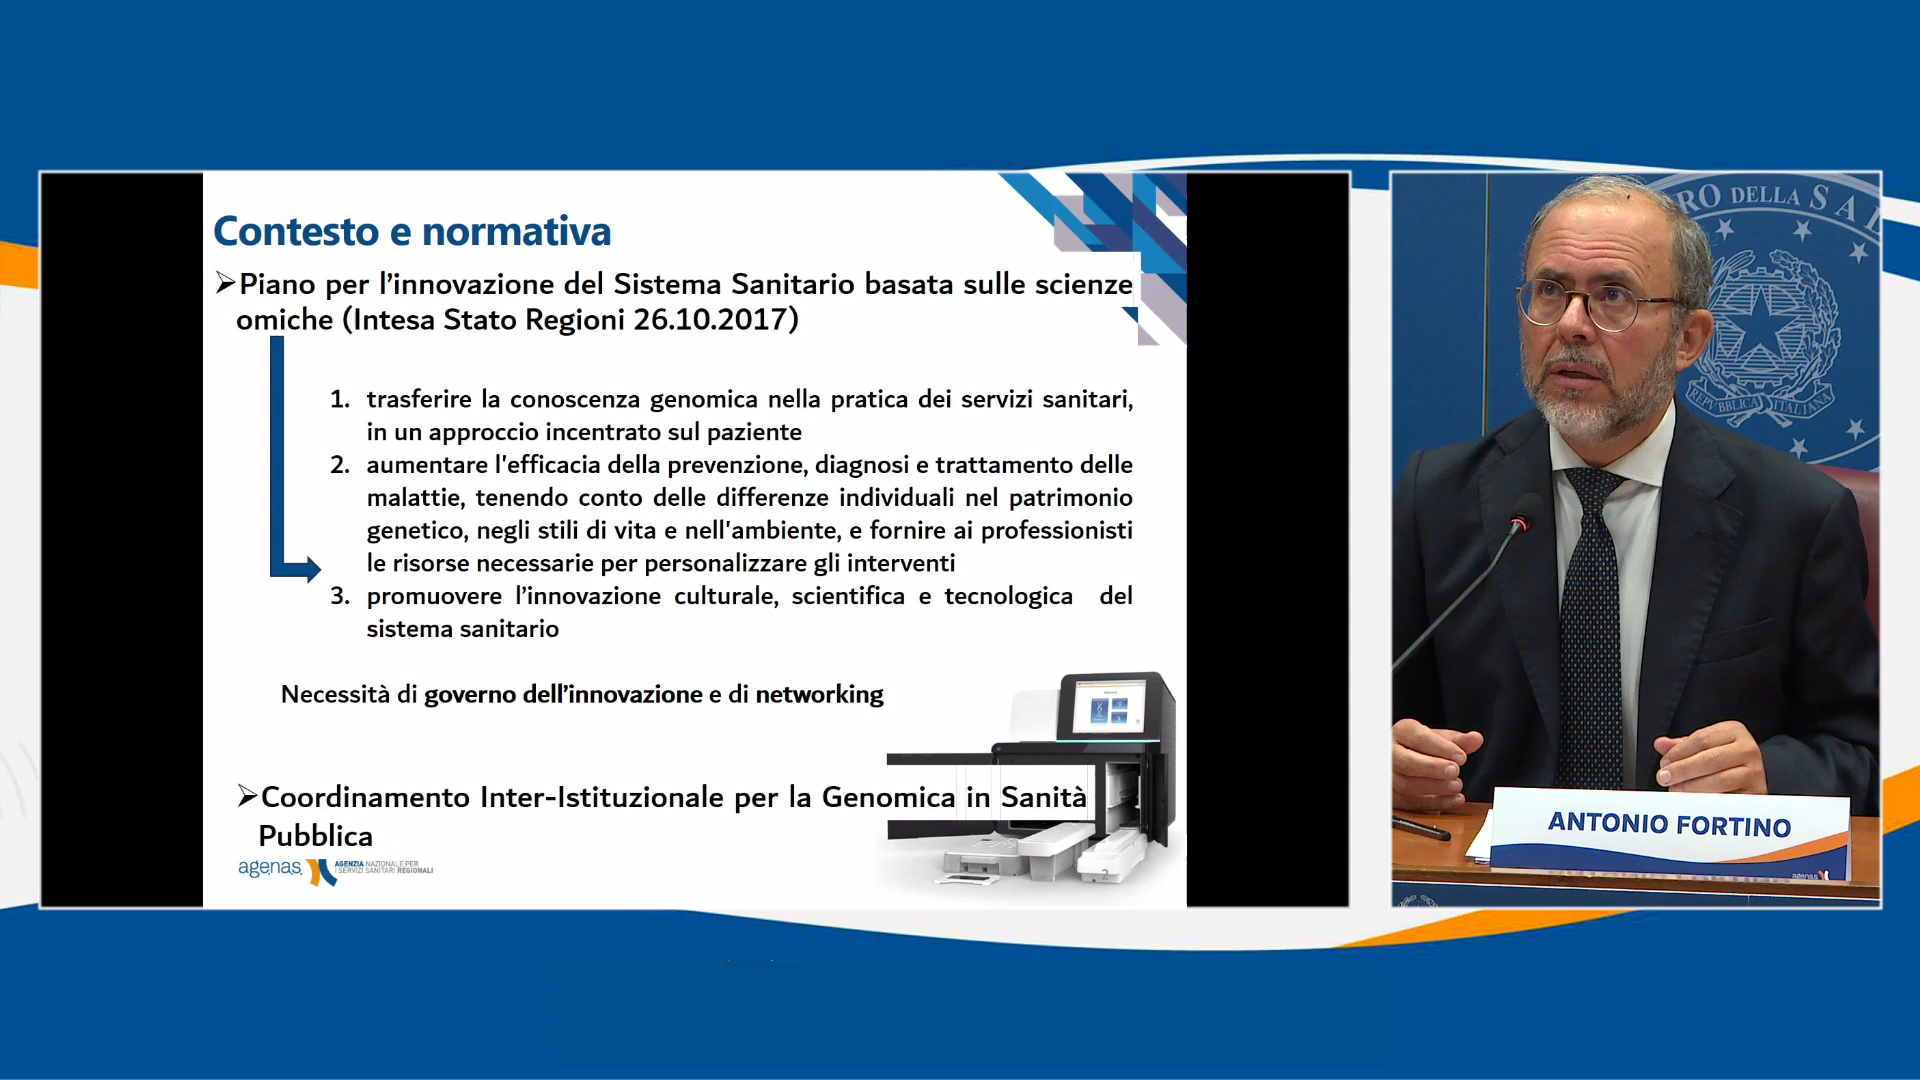 Contesto e normativa
➢Piano per l’innovazione del Sistema Sanitario basata sulle scienze
omiche (Intesa Stato Regioni 26.10.2017)
1. trasferire la conoscenza genomica nella pratica dei servizi sanitari,
in un approccio incentrato sul paziente
2. aumentare l'efficacia della prevenzione, diagnosi e trattamento delle
malattie, tenendo conto delle differenze individuali nel patrimonio
genetico, negli stili di vita e nell'ambiente, e fornire ai professionisti
le risorse necessarie per personalizzare gli interventi
3. promuovere l’innovazione culturale, scientifica e tecnologica del
sistema sanitario
Necessità di governo dell’innovazione e di networking
➢Coordinamento Inter-Istituzionale per la Genomica in Sanità
Pubblica
agenas. AGENZIA NAZIONALE PER
I SERVIZI SANITARI REGIONALI
2
RO DELLA SA
REPVBBLICA ITALIANA
ANTONIO FORTINO
agenas